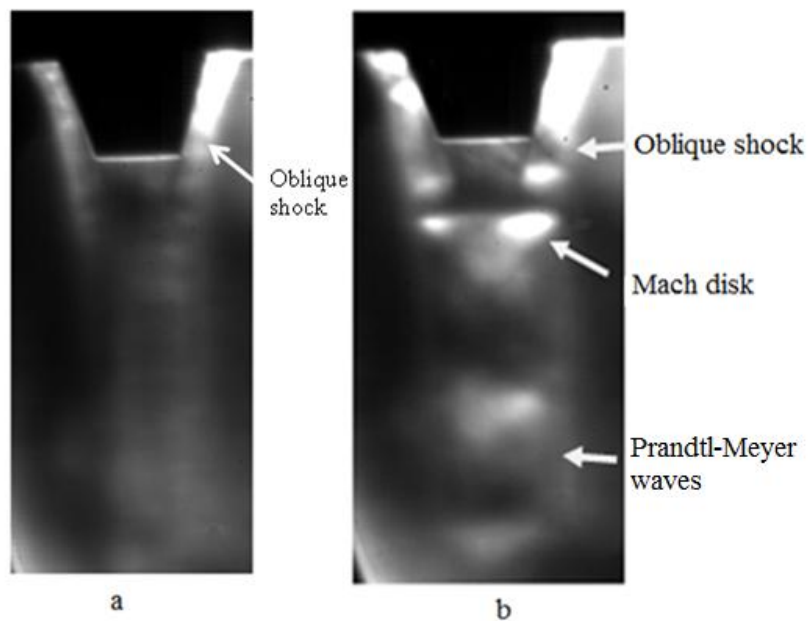 Oblique
shock
Oblique shock
Mach disk
Prandtl-Meyer
waves
a
b